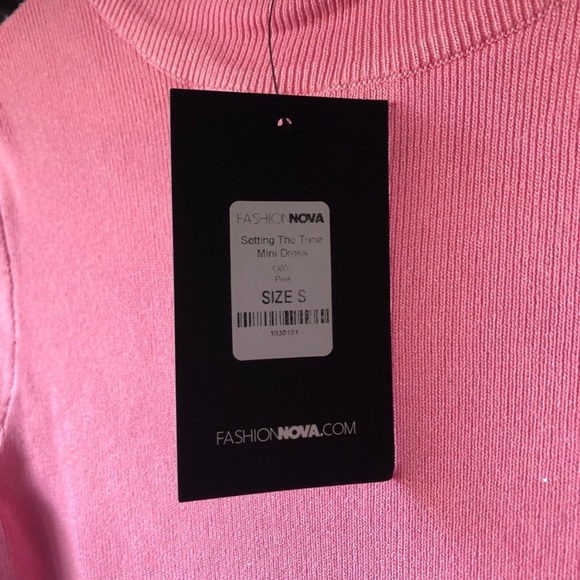 FASHIONNOVA
Setting The Tone
Mini Dress
Pink
SIZE S
FASHIONNOVA.COM